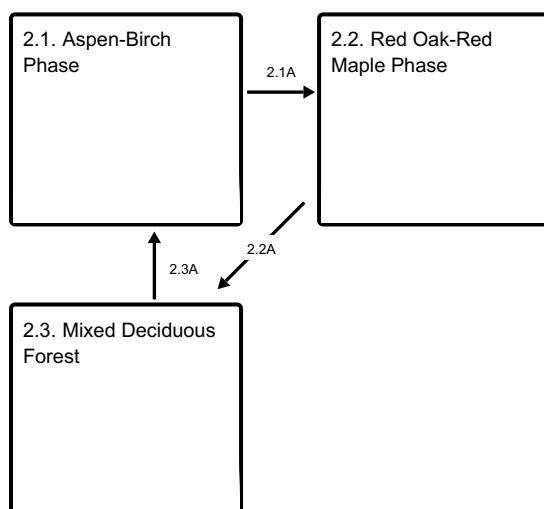 2.1. Aspen-Birch
Phase
2.1A
2.2. Red Oak-Red
Maple Phase
2.2A
2.3A
2.3. Mixed Deciduous
Forest